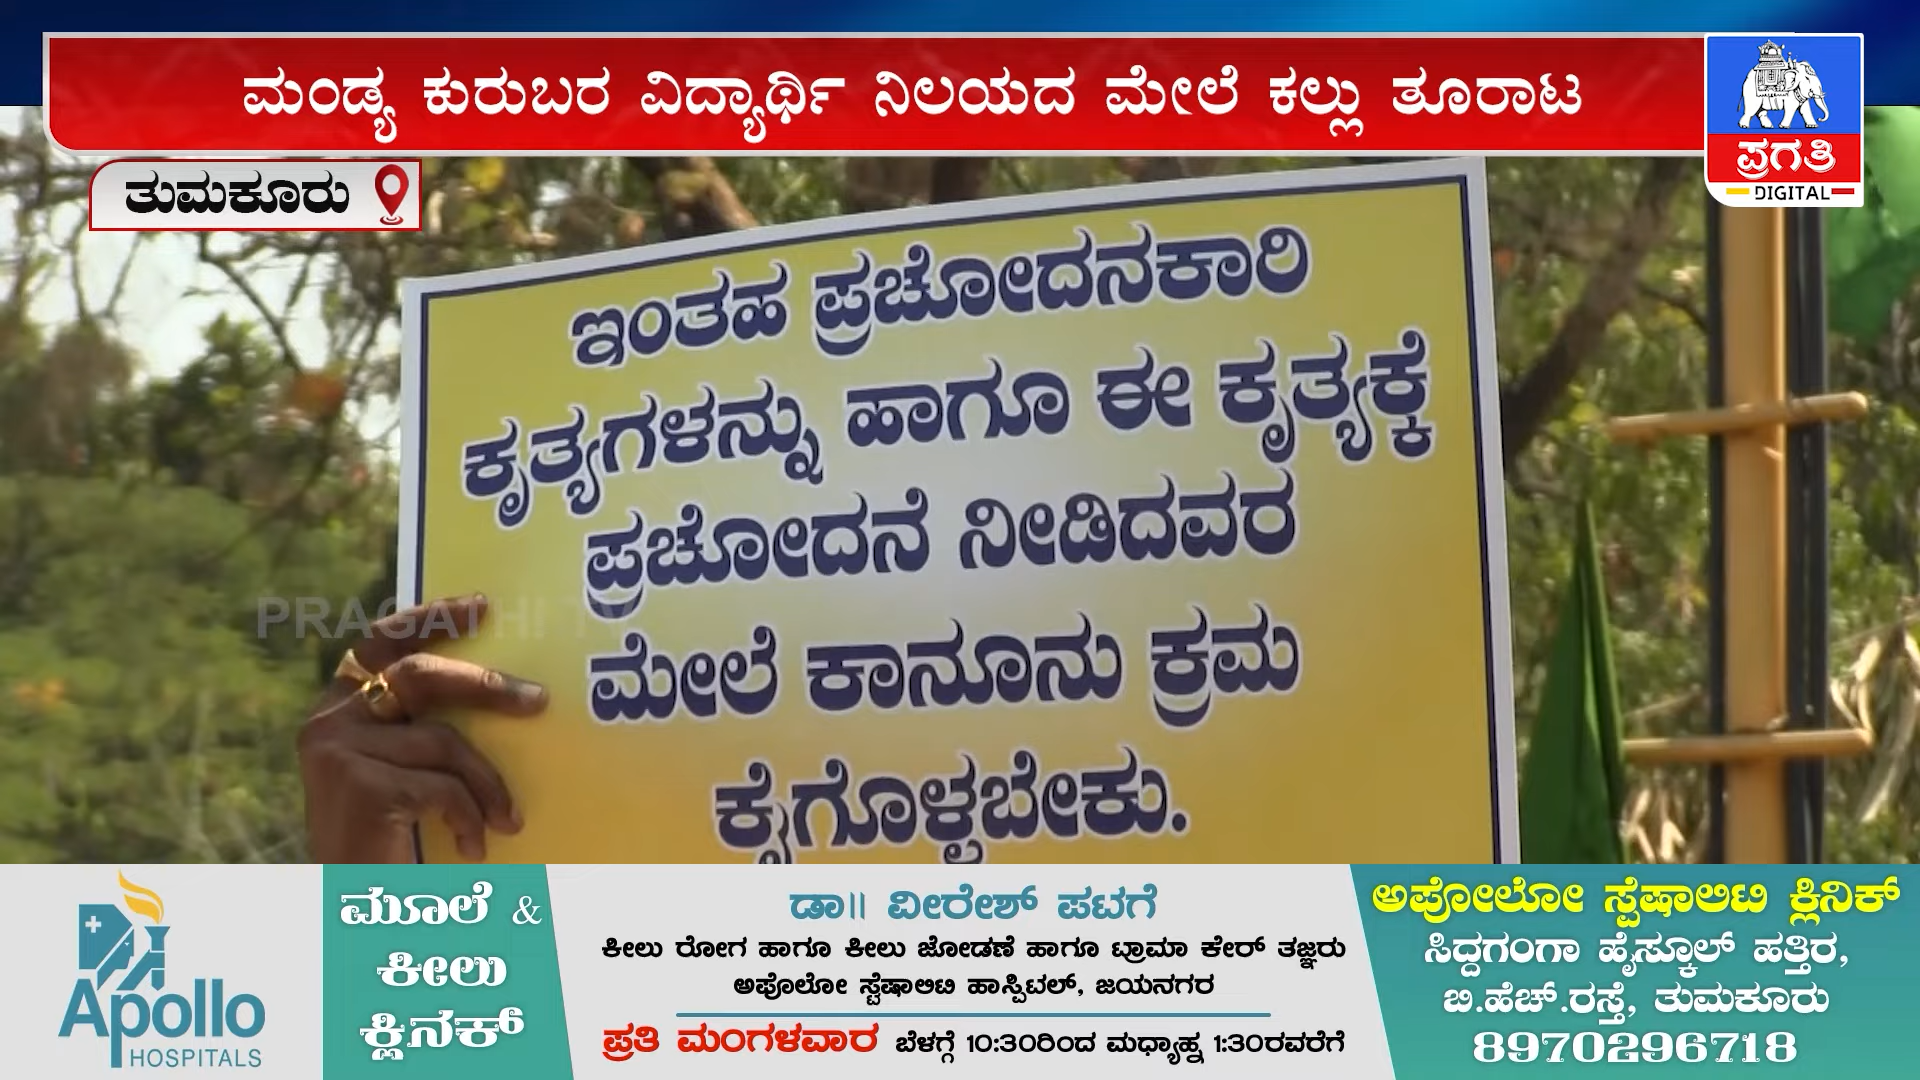 ಮಂಡ್ಯ ಕುರುಬರ ವಿದ್ಯಾರ್ಥಿ ನಿಲಯದ ಮೇಲೆ ಕಲ್ಲು ತೂರಾಟ
ಪ್ರಗತಿ
DIGITAL
ತುಮಕೂರು
ಇಂತಹ ಪ್ರಚೋದನಕಾರಿ
ಕೃತ್ಯಗಳನ್ನು ಹಾಗೂ ಈ ಕೃತ್ಯಕ್ಕೆ
ಪ್ರಚೋದನೆ ನೀಡಿದವರ
ಮೇಲೆ ಕಾನೂನು ಕ್ರಮ
ಕೈಗೊಳ್ಳಬೇಕು.
PRAGATHI TV
Apollo
HOSPITALS
ಮೂಲೆ &
ಕೀಲು
ಕ್ಲಿನಕ್
ಡಾ|| ವೀರೇಶ್ ಪಟಗೆ
ಕೀಲು ರೋಗ ಹಾಗೂ ಕೀಲು ಜೋಡಣೆ ಹಾಗೂ ಟ್ರಾಮಾ ಕೇರ್ ತಜ್ಞರು
ಅಪೊಲೋ ಸ್ಪೆಷಾಲಿಟಿ ಹಾಸ್ಪಿಟಲ್, ಜಯನಗರ
ಪ್ರತಿ ಮಂಗಳವಾರ ಬೆಳಗ್ಗೆ 10:30ರಿಂದ ಮಧ್ಯಾಹ್ನ 1:30ರವರೆಗೆ
ಅಪೋಲೋ ಸ್ಪೆಷಾಲಿಟಿ ಕ್ಲಿನಿಕ್
ಸಿದ್ದಗಂಗಾ ಹೈಸ್ಕೂಲ್ ಹತ್ತಿರ,
ಬಿ.ಹೆಚ್.ರಸ್ತೆ, ತುಮಕೂರು
8970296718